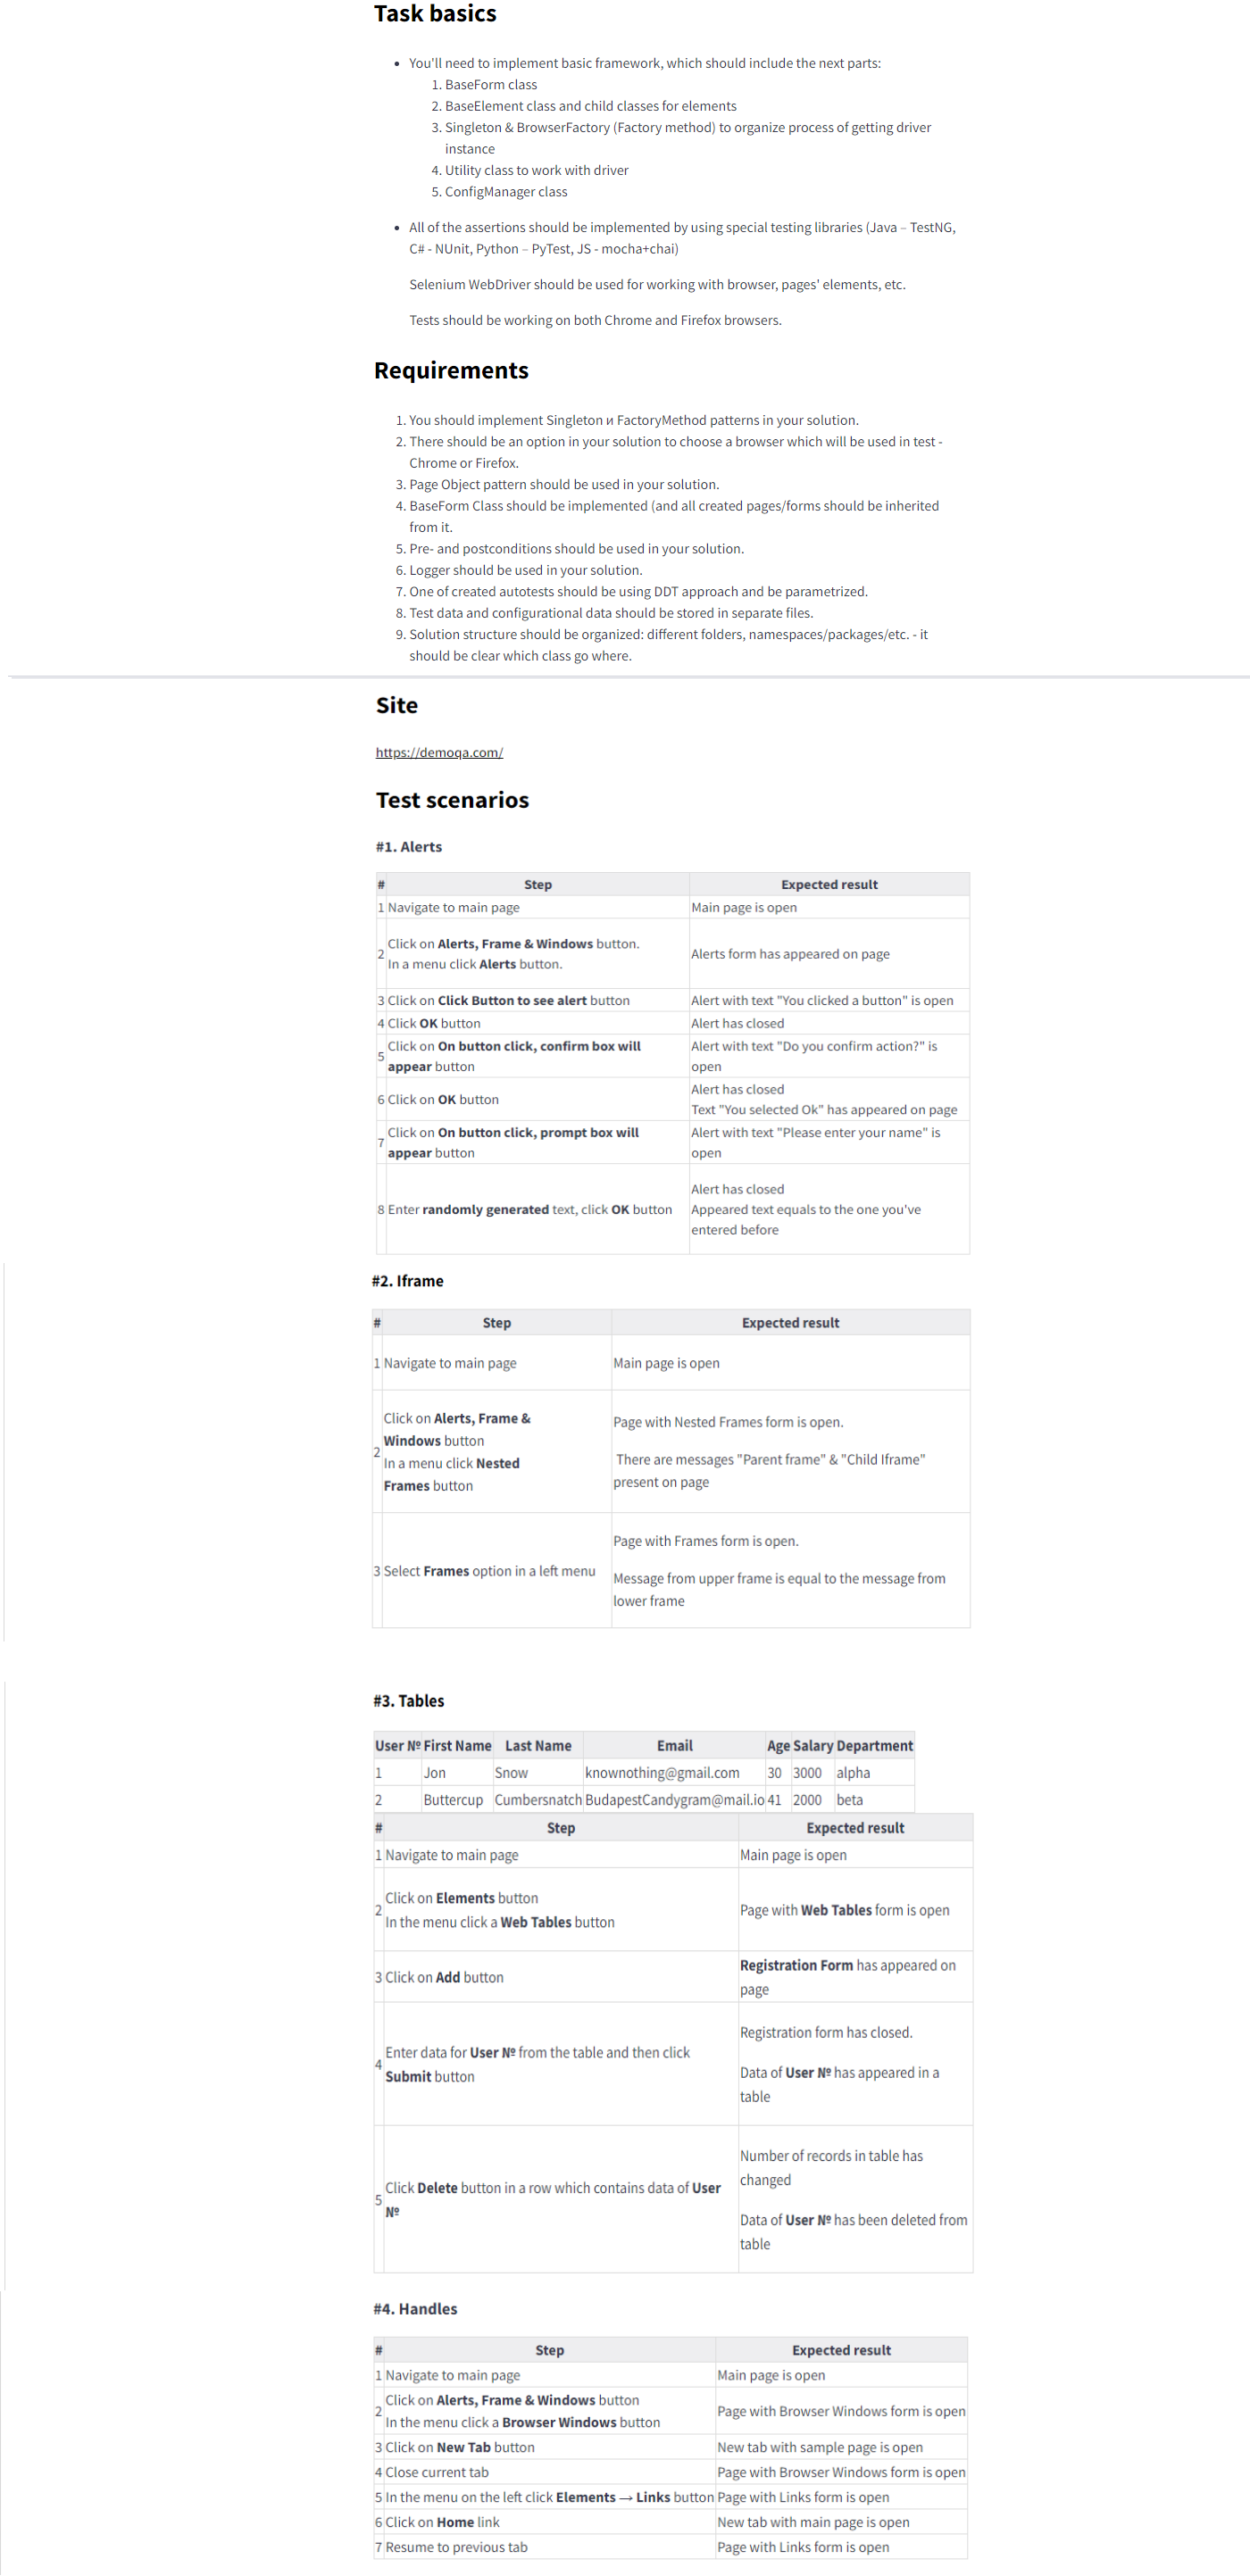 Task basics
You'll need to implement basic framework, which should include the next parts:
1. BaseForm class
2. BaseElement class and child classes for elements
3. Singleton & BrowserFactory (Factory method) to organize process of getting driver
instance
4. Utility class to work with driver
5. ConfigManager class
All of the assertions should be implemented by using special testing libraries (Java – TestNG,
C# - NUnit, Python – PyTest, JS - mocha+chai)
Selenium WebDriver should be used for working with browser, pages' elements, etc.
Tests should be working on both Chrome and Firefox browsers.
Requirements
1. You should implement Singleton и FactoryMethod patterns in your solution.
2. There should be an option in your solution to choose a browser which will be used in test -
Chrome or Firefox.
3. Page Object pattern should be used in your solution.
4. BaseForm Class should be implemented (and all created pages/forms should be inherited
from it.
5. Pre- and postconditions should be used in your solution.
6. Logger should be used in your solution.
7. One of created autotests should be using DDT approach and be parametrized.
8. Test data and configurational data should be stored in separate files.
9. Solution structure should be organized: different folders, namespaces/packages/etc. - it
should be clear which class go where.
Site
https://demoqa.com/
Test scenarios
#1. Alerts
# Step Expected result
1 Navigate to main page Main page is open
2 Click on Alerts, Frame & Windows button.
In a menu click Alerts button.
Alerts form has appeared on page
3 Click on Click Button to see alert button Alert with text "You clicked a button" is open
4 Click OK button Alert has closed
5 Click on On button click, confirm box will
appear button
Alert with text "Do you confirm action?" is
open
6 Click on OK button
Alert has closed
Text "You selected Ok" has appeared on page
7 Click on On button click, prompt box will
appear button
Alert with text "Please enter your name" is
open
8 Enter randomly generated text, click OK button
Alert has closed
Appeared text equals to the one you've
entered before
#2. Iframe
# Step Expected result
1 Navigate to main page Main page is open
2 Click on Alerts, Frame &
Windows button
In a menu click Nested
Frames button
Page with Nested Frames form is open.
There are messages "Parent frame" & "Child Iframe"
present on page
3 Select Frames option in a left menu
Page with Frames form is open.
Message from upper frame is equal to the message from
lower frame
#3. Tables
User № First Name Last Name Email Age Salary Department
1 Jon Snow knownothing@gmail.com 30 3000 alpha
2 Buttercup Cumbersnatch BudapestCandygram@mail.io 41 2000 beta
# Step Expected result
1 Navigate to main page Main page is open
2 Click on Elements button
In the menu click a Web Tables button
Page with Web Tables form is open
3 Click on Add button
Registration Form has appeared on
page
4 Enter data for User № from the table and then click
Submit button
Registration form has closed.
Data of User № has appeared in a
table
5 Click Delete button in a row which contains data of User
№
Number of records in table has
changed
Data of User № has been deleted from
table
#4. Handles
# Step Expected result
1 Navigate to main page Main page is open
2 Click on Alerts, Frame & Windows button
In the menu click a Browser Windows button
Page with Browser Windows form is open
3 Click on New Tab button New tab with sample page is open
4 Close current tab Page with Browser Windows form is open
5 In the menu on the left click Elements → Links button Page with Links form is open
6 Click on Home link New tab with main page is open
7 Resume to previous tab Page with Links form is open